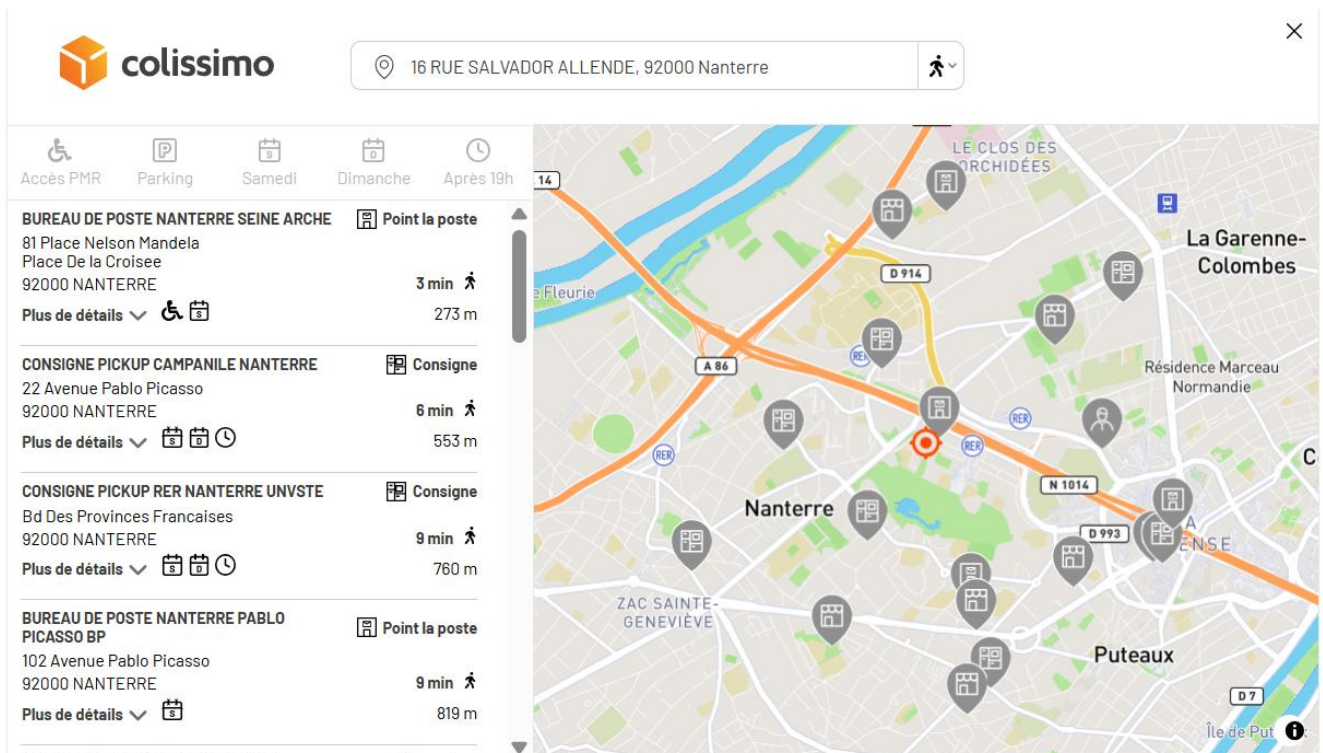 colissimo
16 RUE SALVADOR ALLENDE, 92000 Nanterre
Accès PMR
Parking
Samedi
Dimanche
Après 19h
BUREAU DE POSTE NANTERRE SEINE ARCHE
Point la poste
81 Place Nelson Mandela
Place De la Croisee
92000 NANTERRE
3 min
Plus de détails
273 m
CONSIGNE PICKUP CAMPANILE NANTERRE
Consigne
22 Avenue Pablo Picasso
92000 NANTERRE
6 min
Plus de détails
553 m
CONSIGNE PICKUP RER NANTERRE UNVSTE
Consigne
Bd Des Provinces Francaises
92000 NANTERRE
9 min
Plus de détails
760 m
BUREAU DE POSTE NANTERRE PABLO
PICASSO BP
Point la poste
102 Avenue Pablo Picasso
92000 NANTERRE
9 min
Plus de détails
819 m
LE CLOS DES
ORCHIDÉES
14
La Garenne-
Colombes
D 914
Fleurie
A 86
Résidence Marceau
Normandie
RER
RER
RER
N 1014
Nanterre
D 993
ZAC SAINTE-
GENEVIÈVE
Puteaux
D 7
Île de Put